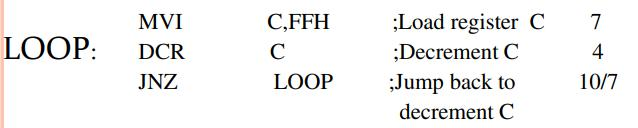 MVI C,FFH ;Load register C 7
LOOP: DCR C ;Decrement C 4
JNZ LOOP ;Jump back to 10/7
decrement C